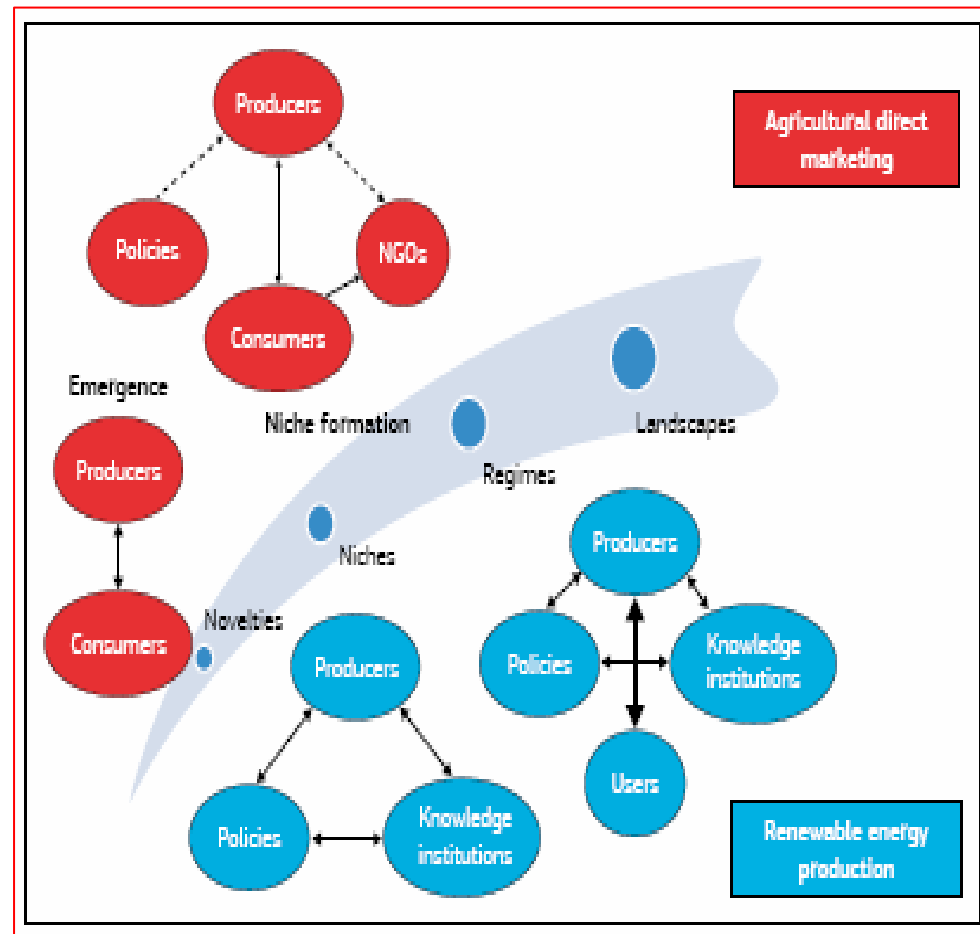 Producers
Agricultural direct
marketing
Policies
NGOs
Consumers
Emergence
Niche formation
Landscapes
Producers
Regimes
Niches
Producers
Novelties
Consumers
Producers
Policies
Knowledge
institutions
Users
Policies
Knowledge
institutions
Renewable energy
production